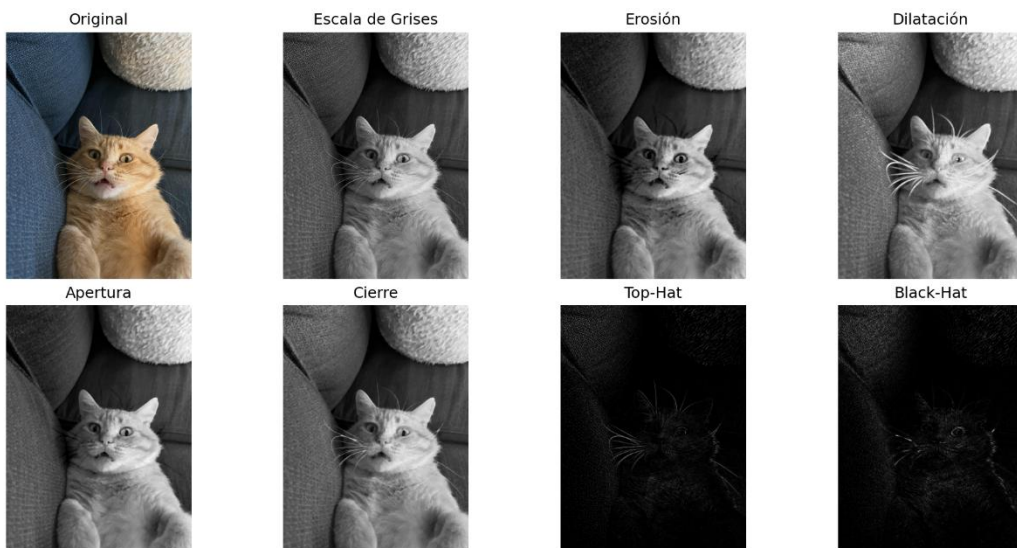 Original
Escala de Grises
Erosión
Dilatación
Apertura
Cierre
Top-Hat
Black-Hat